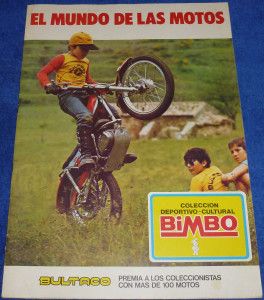 EL MUNDO DE LAS MOTOS
COLECCION
DEPORTIVO-CULTURAL
BIMBO
BULTACO
PREMIA A LOS COLECCIONISTAS
CON MAS DE 100 MOTOS